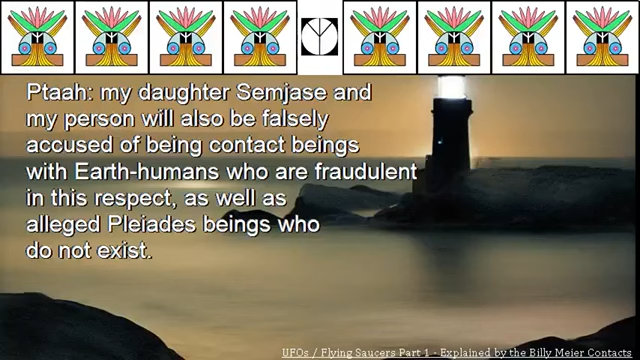 Ptaah: my daughter Semjase and
my person will also be falsely
accused of being contact beings
with Earth-humans who are fraudulent
in this respect, as well as
alleged Pleiades beings who
do not exist.
UFOs / Flying Saucers Part 1 - Explained by the Billy Meier Contacts